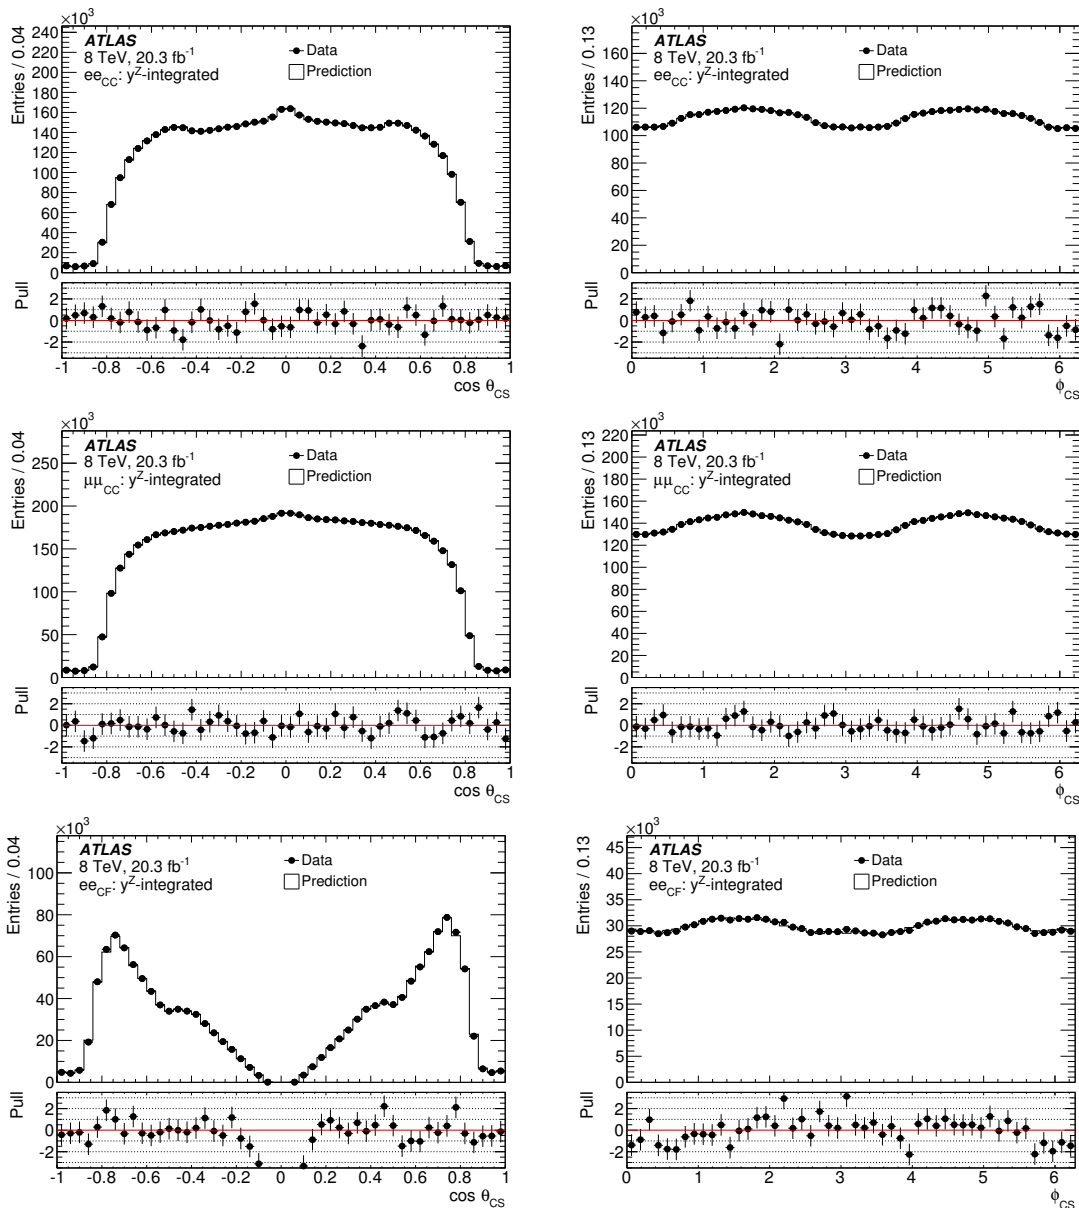 ×10³
Entries / 0.04
240
220
200
180
160
140
120
100
80
60
40
20
0
ATLAS
8 TeV, 20.3 fb⁻¹
ee_CC: y^Z-integrated
Data
Prediction
Pull
2
0
-2
-1 -0.8 -0.6 -0.4 -0.2 0 0.2 0.4 0.6 0.8 1
cos θ_CS
×10³
Entries / 0.13
160
140
120
100
80
60
40
20
0
ATLAS
8 TeV, 20.3 fb⁻¹
ee_CC: y^Z-integrated
Data
Prediction
Pull
2
0
-2
0 1 2 3 4 5 6
ϕ_CS
×10³
Entries / 0.04
250
200
150
100
50
0
ATLAS
8 TeV, 20.3 fb⁻¹
μμ_CC: y^Z-integrated
Data
Prediction
Pull
2
0
-2
-1 -0.8 -0.6 -0.4 -0.2 0 0.2 0.4 0.6 0.8 1
cos θ_CS
×10³
Entries / 0.13
220
200
180
160
140
120
100
80
60
40
20
0
ATLAS
8 TeV, 20.3 fb⁻¹
μμ_CC: y^Z-integrated
Data
Prediction
Pull
2
0
-2
0 1 2 3 4 5 6
ϕ_CS
×10³
Entries / 0.04
100
80
60
40
20
0
ATLAS
8 TeV, 20.3 fb⁻¹
ee_CF: y^Z-integrated
Data
Prediction
Pull
2
0
-2
-1 -0.8 -0.6 -0.4 -0.2 0 0.2 0.4 0.6 0.8 1
cos θ_CS
×10³
Entries / 0.13
45
40
35
30
25
20
15
10
5
0
ATLAS
8 TeV, 20.3 fb⁻¹
ee_CF: y^Z-integrated
Data
Prediction
Pull
2
0
-2
0 1 2 3 4 5 6
ϕ_CS